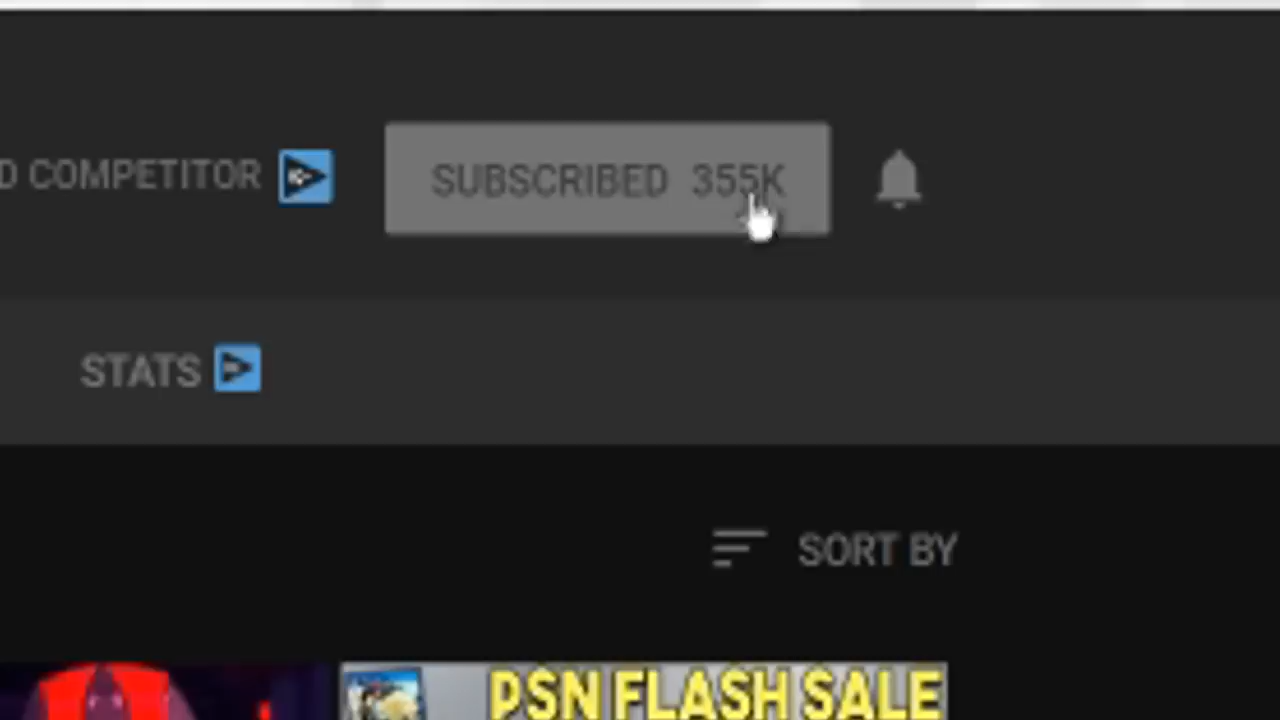 D COMPETITOR
SUBSCRIBED 355K
STATS
SORT BY
PSN FLASH SALE